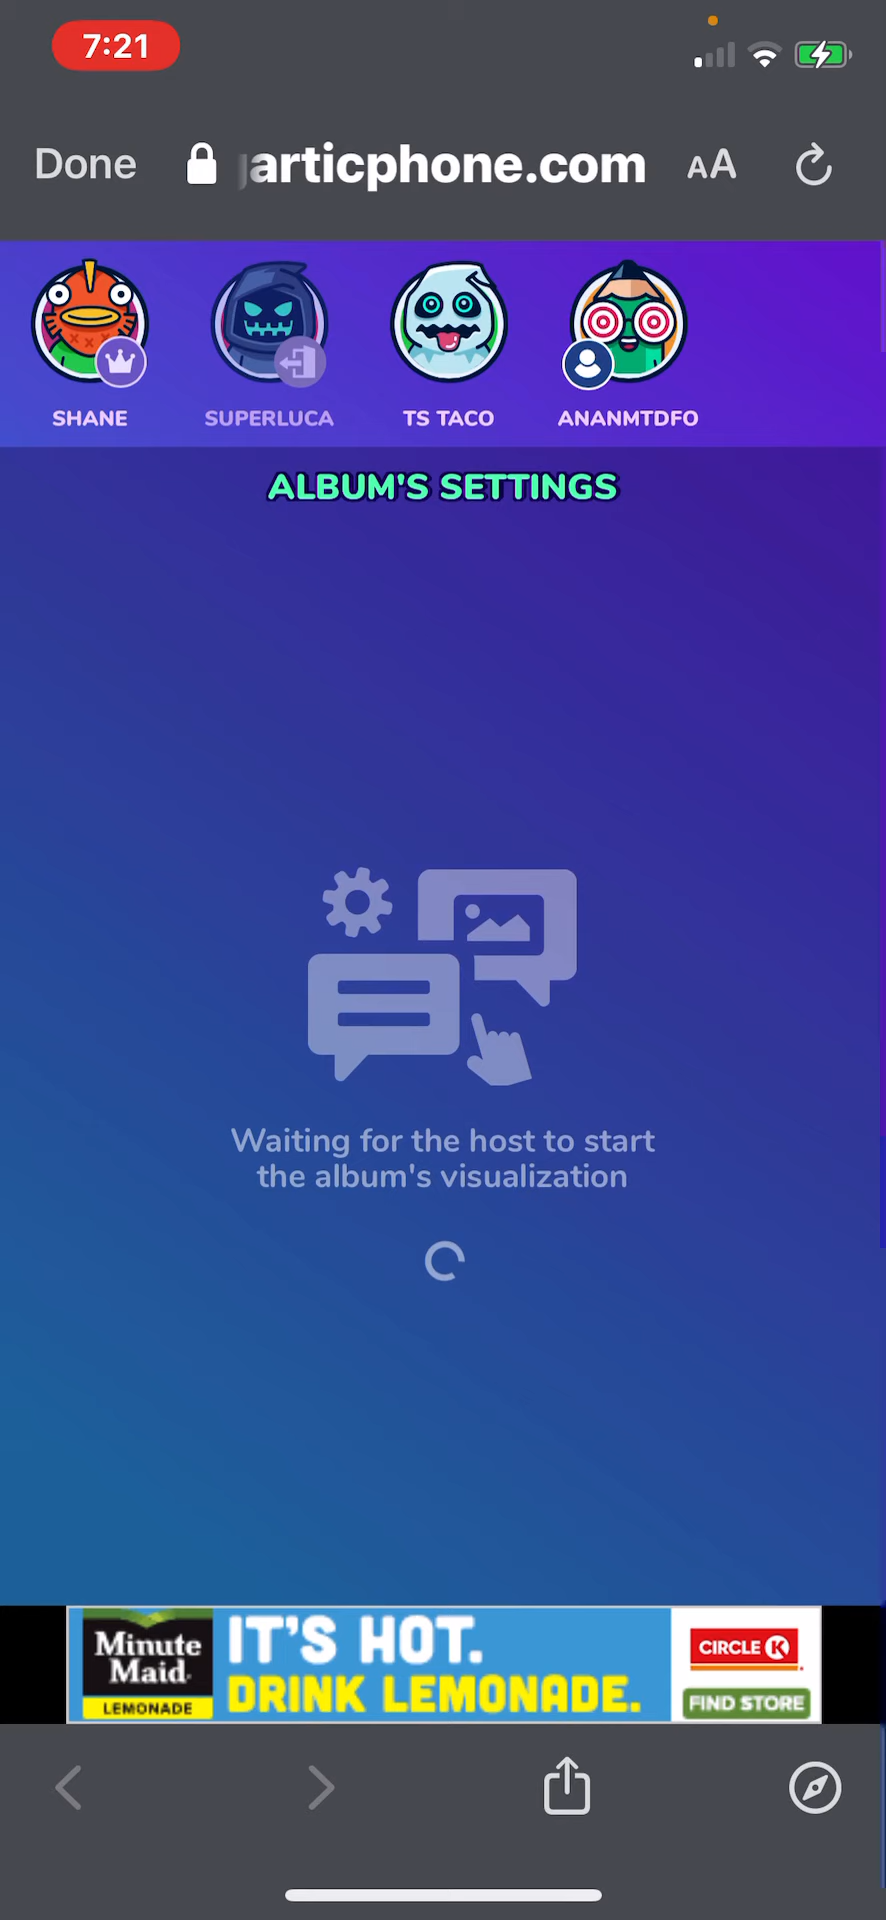 7:21
Done
articphone.com
AA
SHANE
SUPERLUCA
TS TACO
ANANMTDFO
ALBUM'S SETTINGS
Waiting for the host to start
the album's visualization
Minute
Maid
LEMONADE
IT'S HOT.
DRINK LEMONADE.
CIRCLE K
FIND STORE